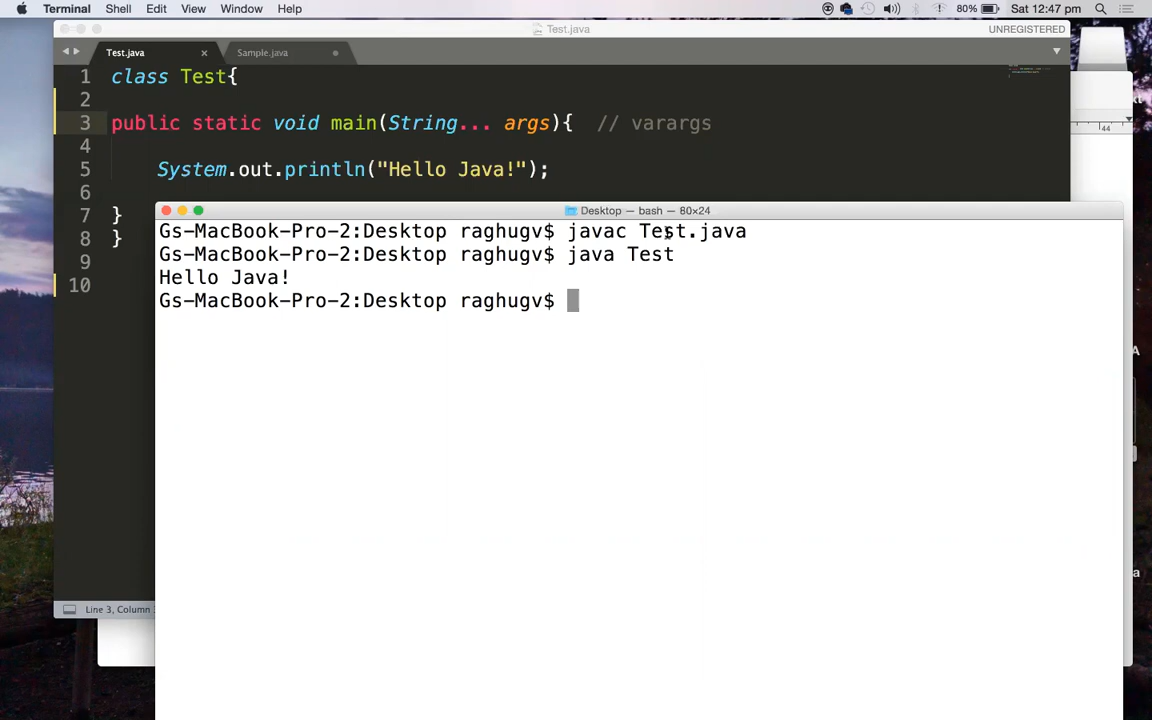 Terminal Shell Edit View Window Help 80% Sat 12:47 pm
Test.java UNREGISTERED
Test.java Sample.java
1 class Test{
2
3 public static void main(String... args){ // varargs
4
5 System.out.println("Hello Java!");
6
7 }
8 }
9
10
44
Desktop — bash — 80×24
Gs-MacBook-Pro-2:Desktop raghugv$ javac Test.java
Gs-MacBook-Pro-2:Desktop raghugv$ java Test
Hello Java!
Gs-MacBook-Pro-2:Desktop raghugv$
Line 3, Column